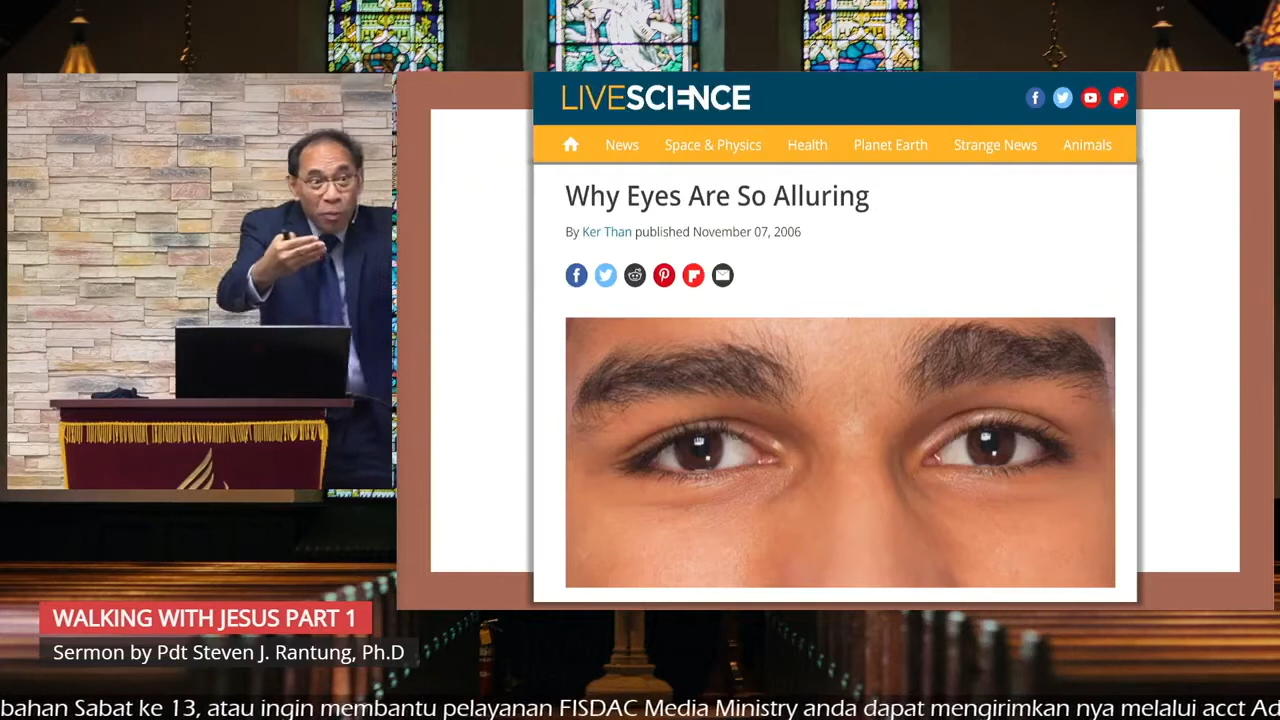 LIVESCIENCE
News Space & Physics Health Planet Earth Strange News Animals
Why Eyes Are So Alluring
By Ker Than published November 07, 2006
WALKING WITH JESUS PART 1
Sermon by Pdt Steven J. Rantung, Ph.D
bahan Sabat ke 13, atau ingin membantu pelayanan FISDAC Media Ministry anda dapat mengirimkan nya melalui acct Ad